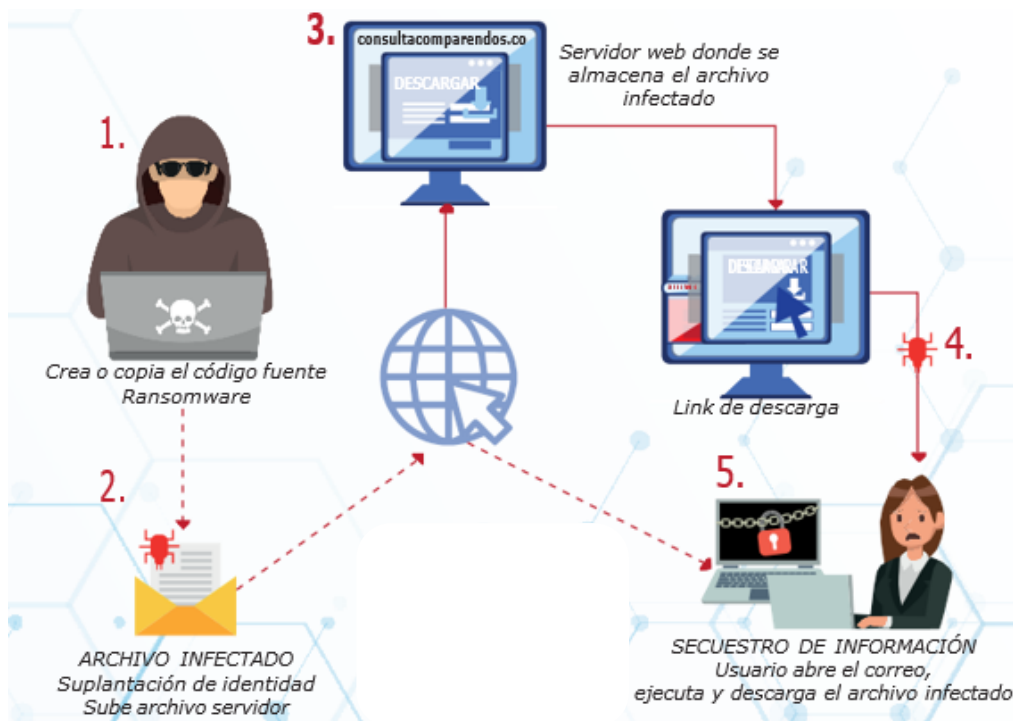 1.
Crea o copia el código fuente
Ransomware
2.
ARCHIVO INFECTADO
Suplantación de identidad
Sube archivo servidor
3.
consultacomparendos.co
DESCARGAR
Servidor web donde se
almacena el archivo
infectado
Link de descarga
4.
5.
SECUESTRO DE INFORMACIÓN
Usuario abre el correo,
ejecuta y descarga el archivo infectado